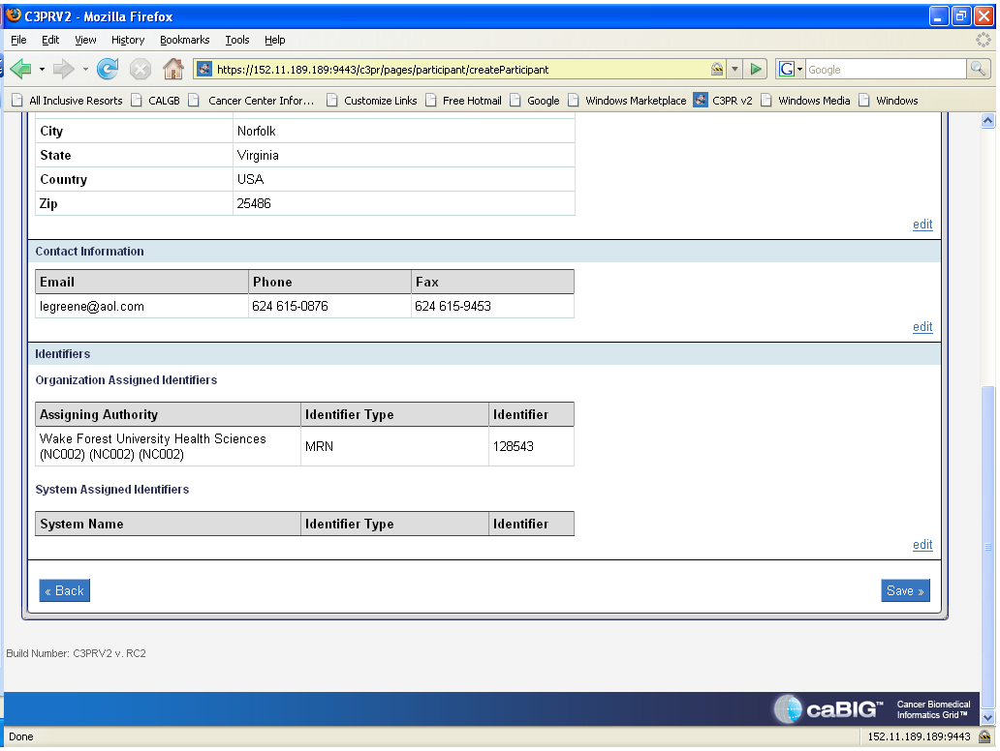 C3PRV2 - Mozilla Firefox
File Edit View History Bookmarks Tools Help
https://152.11.189.189:9443/c3pr/pages/participant/createParticipant
G Google
All Inclusive Resorts CALGB Cancer Center Infor... Customize Links Free Hotmail Google Windows Marketplace C3PR v2 Windows Media Windows
City Norfolk
State Virginia
Country USA
Zip 25486
edit
Contact Information
Email Phone Fax
legreene@aol.com 624 615-0876 624 615-9453
edit
Identifiers
Organization Assigned Identifiers
Assigning Authority Identifier Type Identifier
Wake Forest University Health Sciences
(NC002) (NC002) (NC002) MRN 128543
System Assigned Identifiers
System Name Identifier Type Identifier
edit
« Back Save »
Build Number: C3PRV2 v. RC2
caBIG™ Cancer Biomedical
Informatics Grid™
Done 152.11.189.189:9443